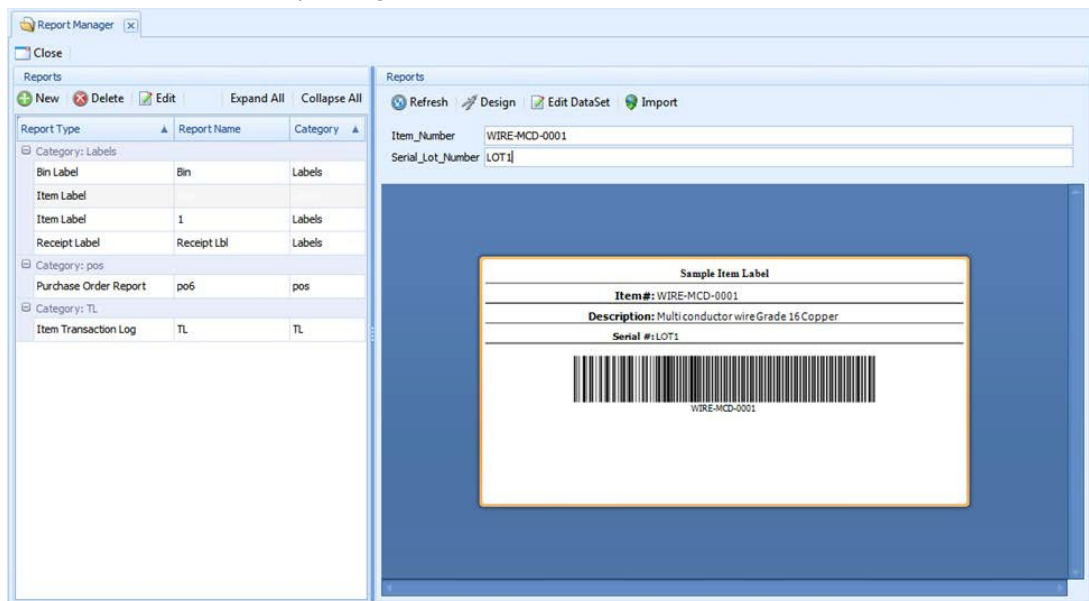 Report Manager
Close
Reports
New Delete Edit Expand All Collapse All
Report Type Report Name Category
Category: Labels
Bin Label Bin Labels
Item Label
Item Label 1 Labels
Receipt Label Receipt Lbl Labels
Category: pos
Purchase Order Report po6 pos
Category: TL
Item Transaction Log TL TL
Reports
Refresh Design Edit DataSet Import
Item_Number WIRE-MCD-0001
Serial_Lot_Number LOT1
Sample Item Label
Item#: WIRE-MCD-0001
Description: Multi conductor wire Grade 16 Copper
Serial #: LOT1
WIRE-MCD-0001